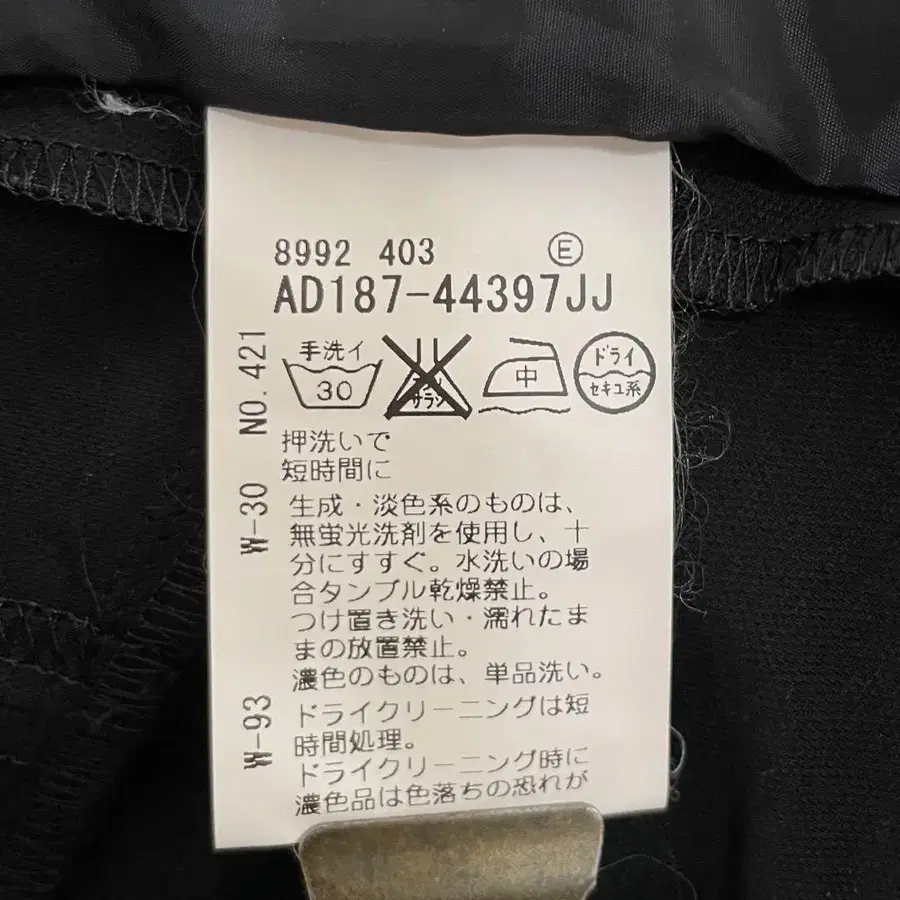 8992 403 Ⓔ
AD187-44397JJ
手洗イ
30
エンソ
サラシ
中
ドライ
セキユ系
NO.421
W-30
W-93
押洗いで
短時間に
生成・淡色系のものは、
無蛍光洗剤を使用し、十
分にすすぐ。水洗いの場
合タンブル乾燥禁止。
つけ置き洗い・濡れたま
まの放置禁止。
濃色のものは、単品洗い。
ドライクリーニングは短
時間処理。
ドライクリーニング時に
濃色品は色落ちの恐れが